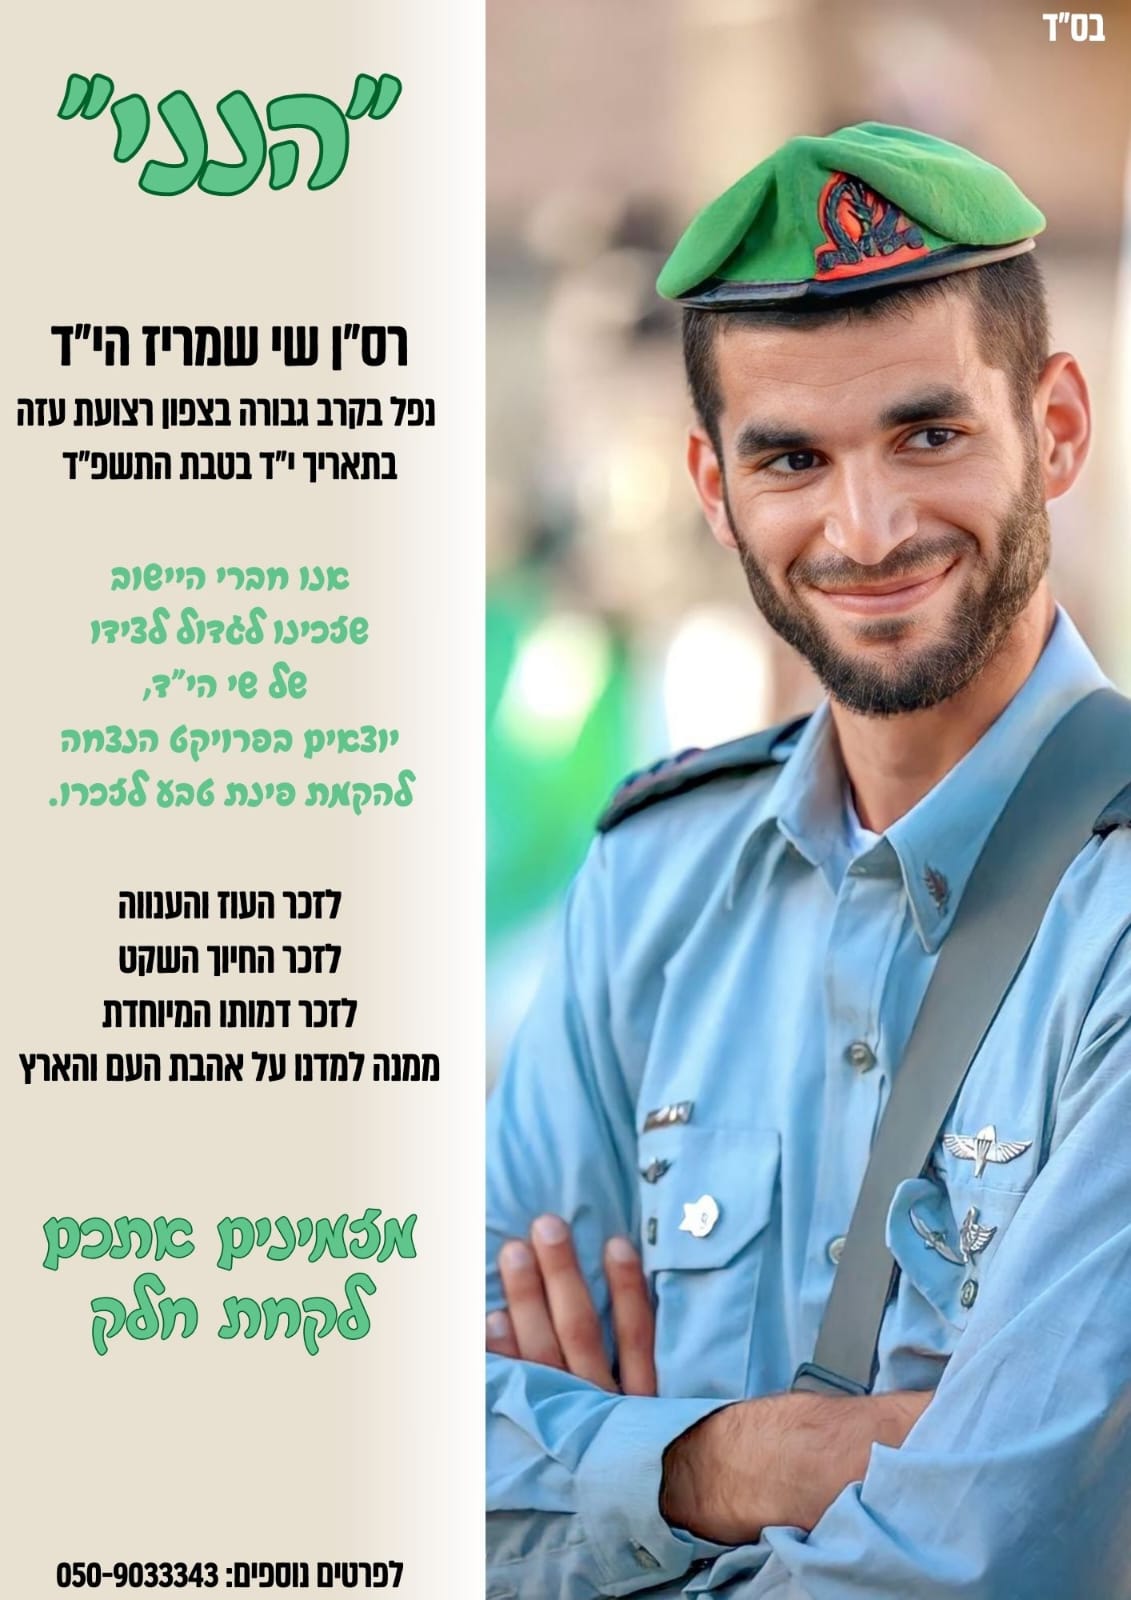 בס"ד
"הנני"
רס"ן שי שמריז הי"ד
נפל בקרב גבורה בצפון רצועת עזה
בתאריך י"ד בטבת התשפ"ד
אנו חברי היישוב
שזכינו לגדול לצידו
של שי הי"ד,
יוצאים בפרויקט הנצחה
להקמת פינת טבע לזכרו.
לזכר העוז והענווה
לזכר החיוך השקט
לזכר דמותו המיוחדת
ממנה למדנו על אהבת העם והארץ
מזמינים אתכם
לקחת חלק
לפרטים נוספים: 050-9033343